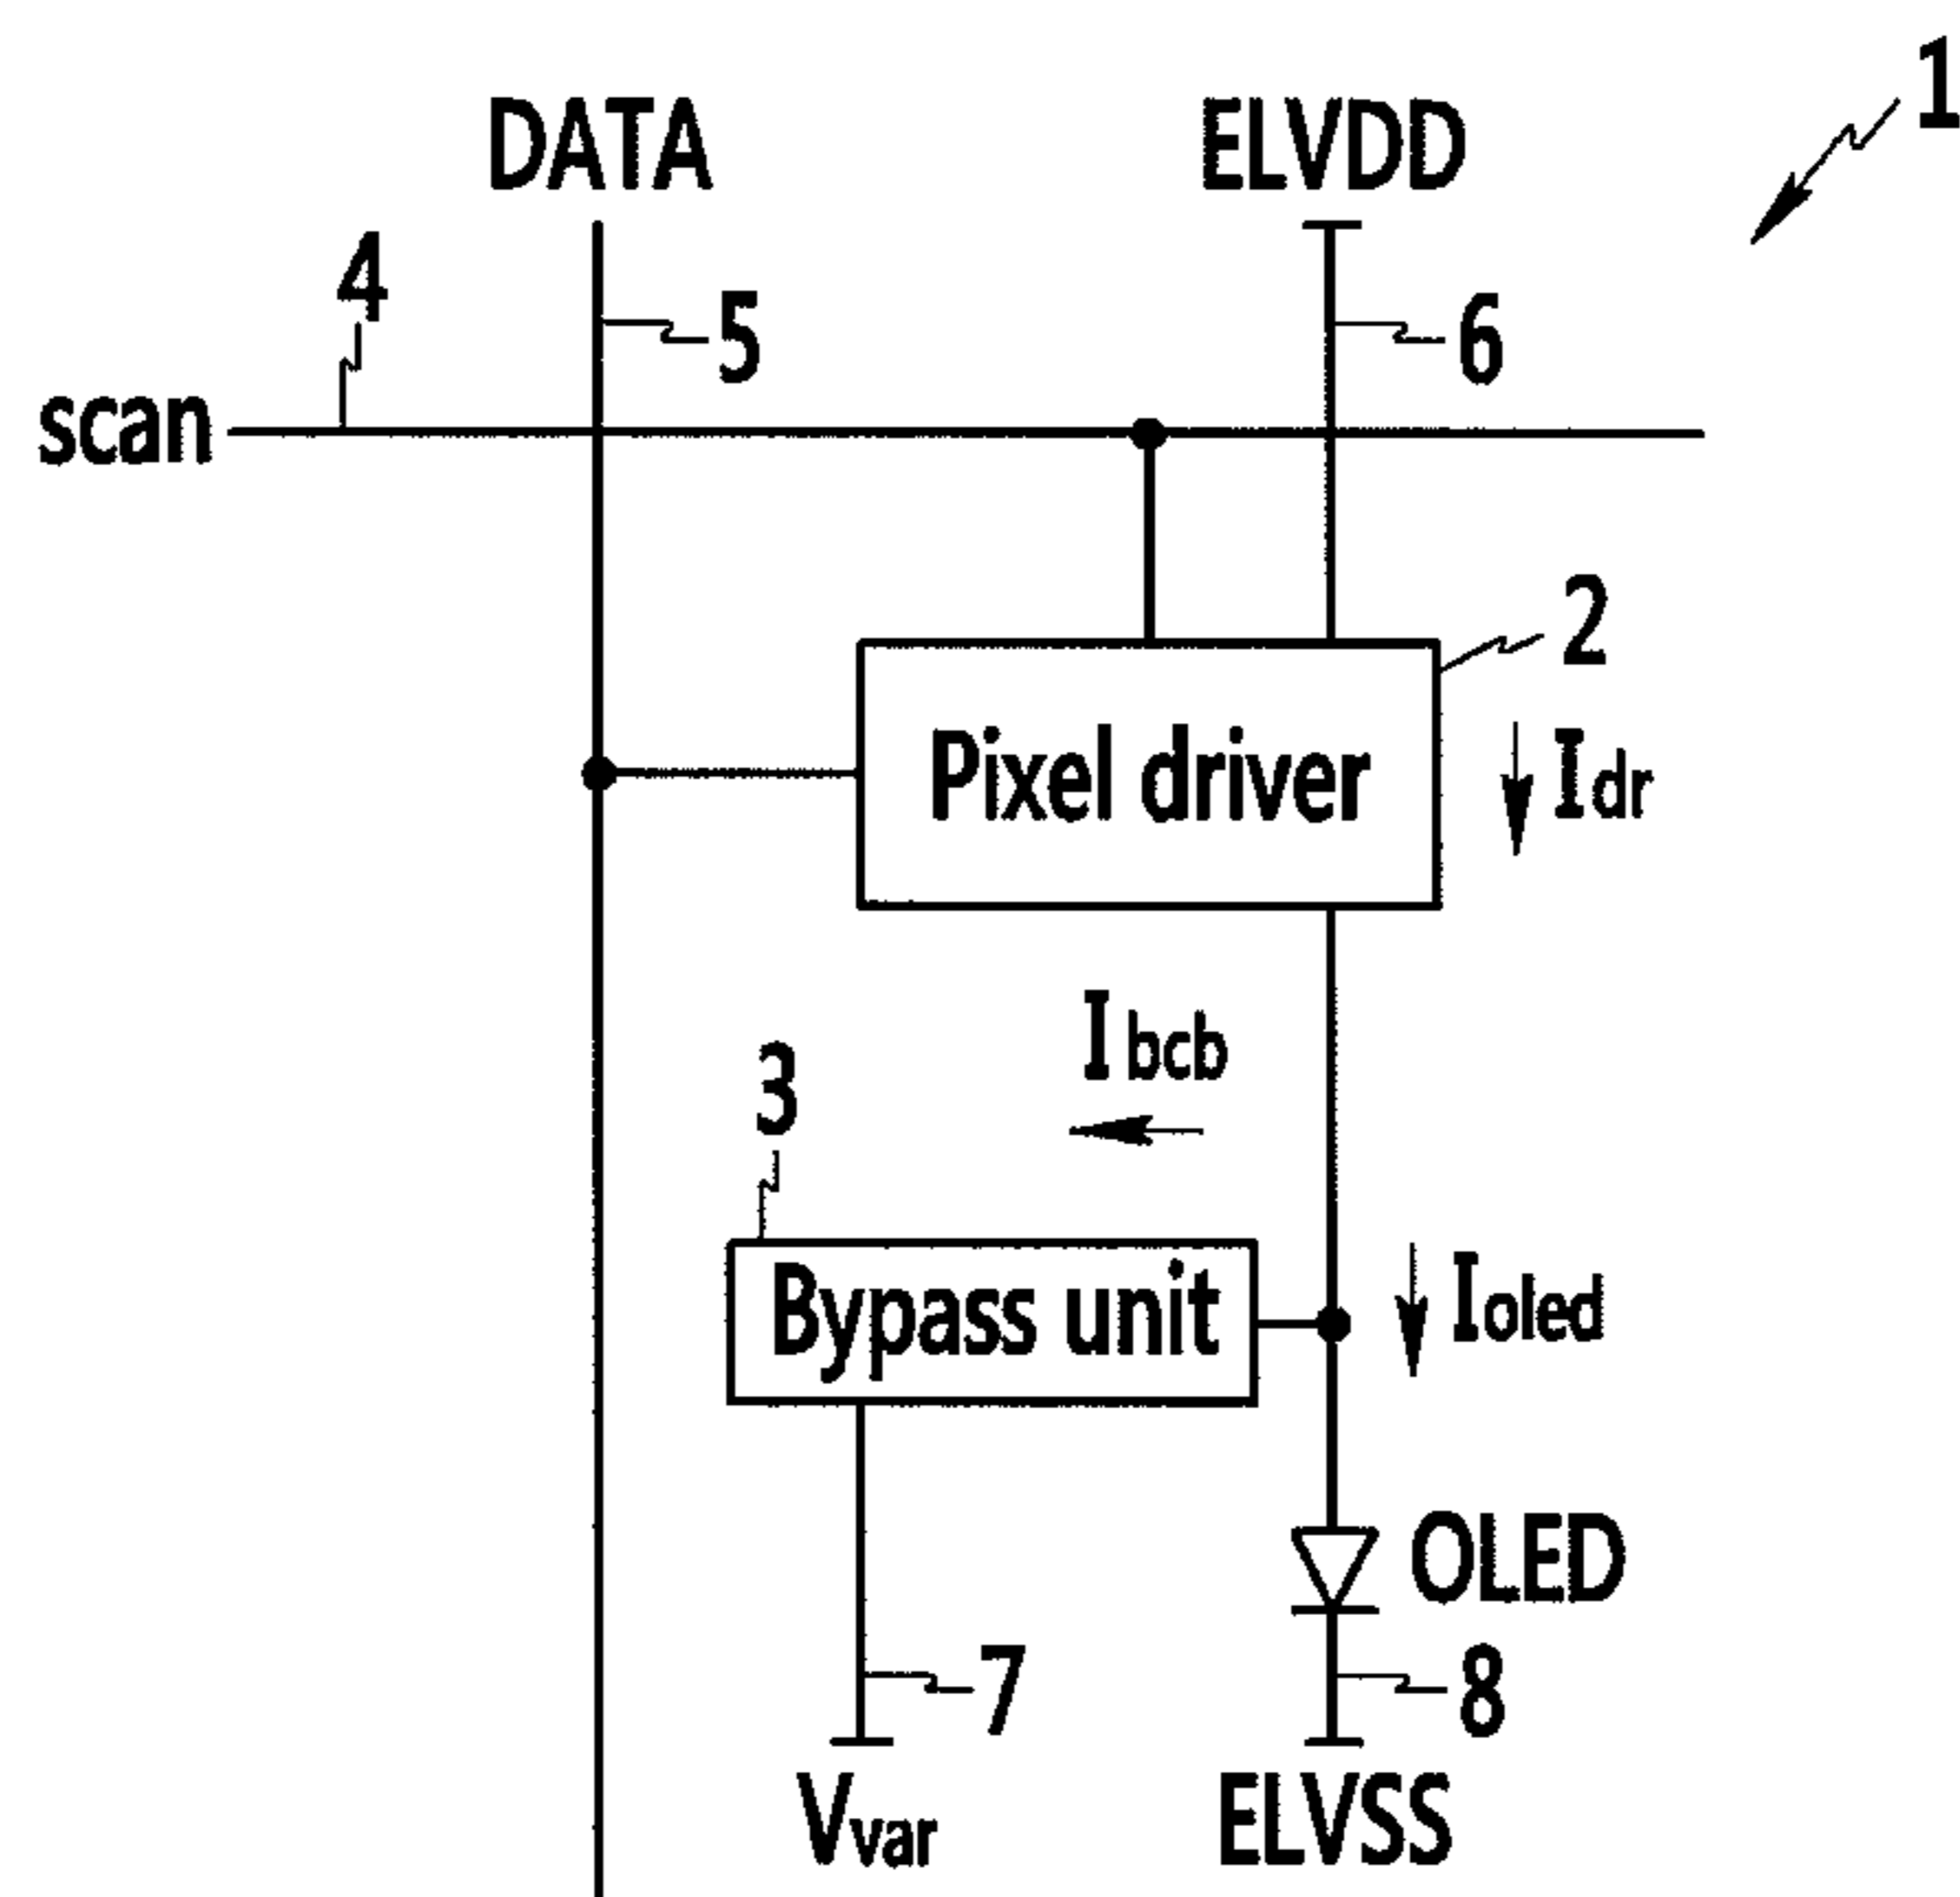 1
DATA
ELVDD
4
5
6
scan
2
Pixel driver
Idr
Ibcb
3
Bypass unit
Ioled
OLED
7
8
Vvar
ELVSS